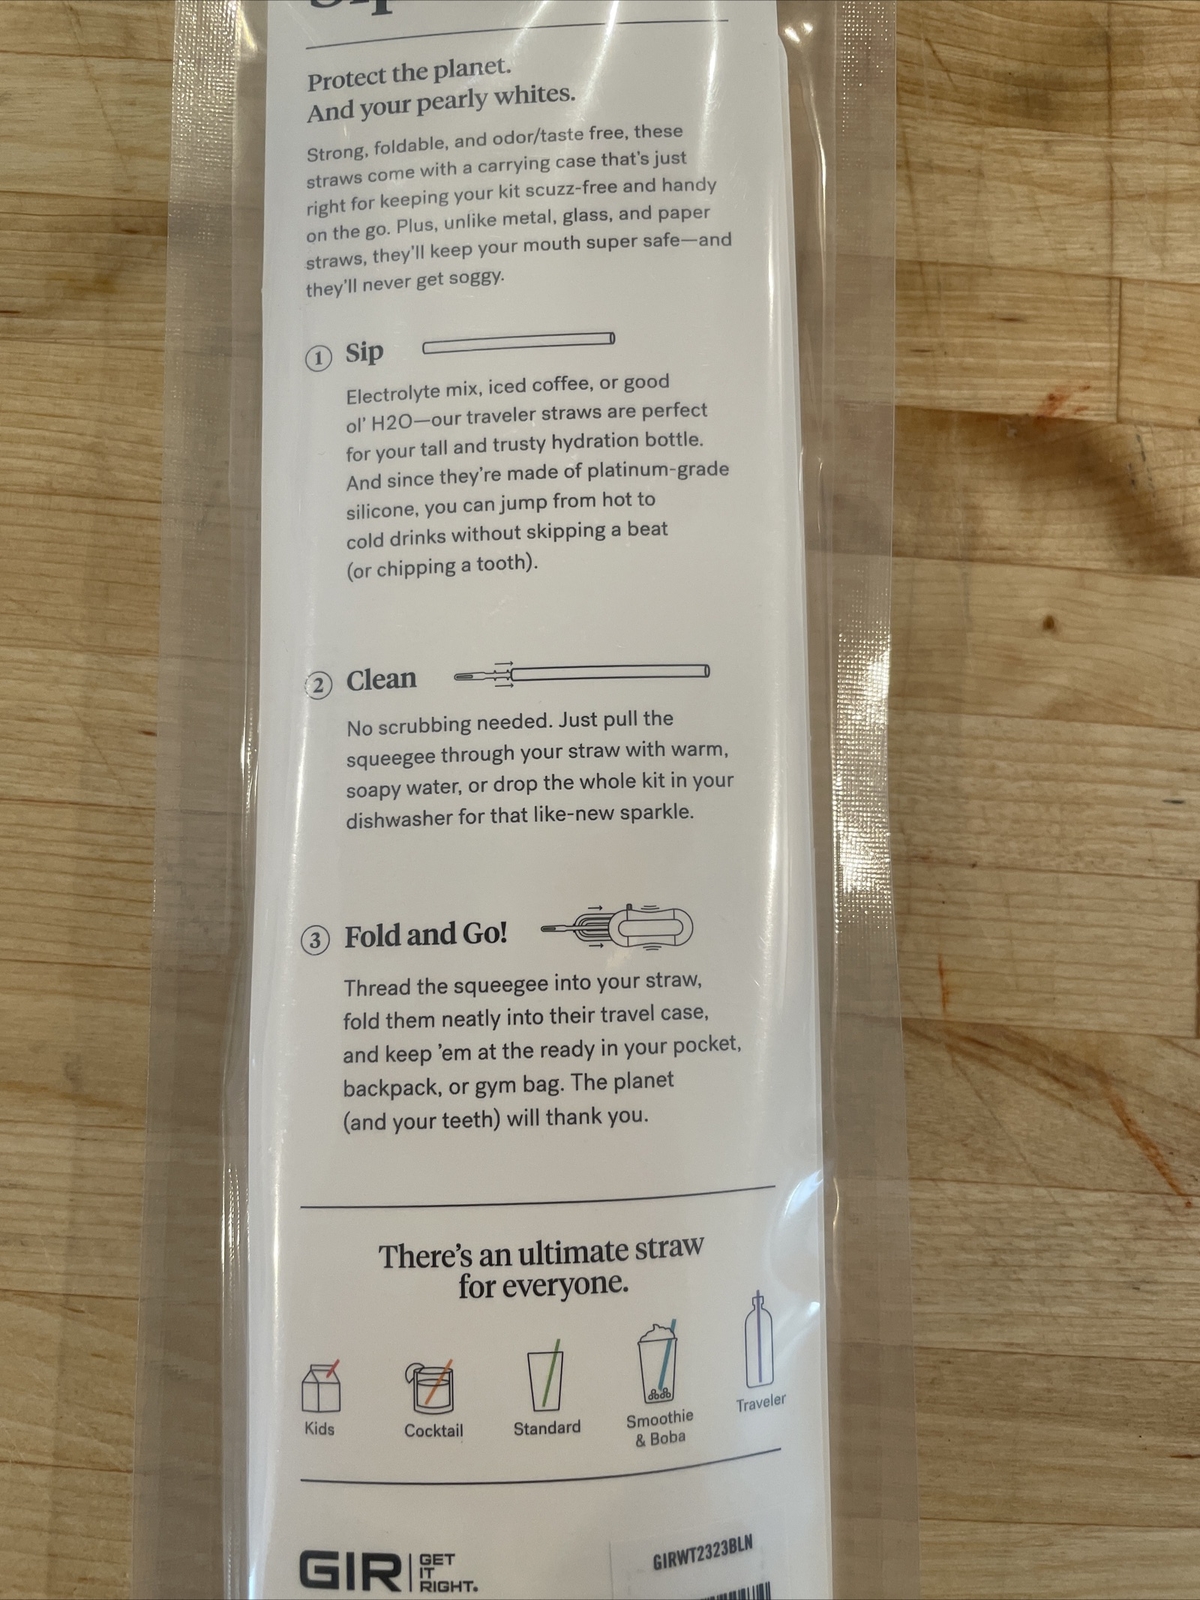 Protect the planet.
And your pearly whites.
Strong, foldable, and odor/taste free, these
straws come with a carrying case that's just
right for keeping your kit scuzz-free and handy
on the go. Plus, unlike metal, glass, and paper
straws, they'll keep your mouth super safe—and
they'll never get soggy.
1 Sip
Electrolyte mix, iced coffee, or good
ol' H2O—our traveler straws are perfect
for your tall and trusty hydration bottle.
And since they're made of platinum-grade
silicone, you can jump from hot to
cold drinks without skipping a beat
(or chipping a tooth).
2 Clean
No scrubbing needed. Just pull the
squeegee through your straw with warm,
soapy water, or drop the whole kit in your
dishwasher for that like-new sparkle.
3 Fold and Go!
Thread the squeegee into your straw,
fold them neatly into their travel case,
and keep 'em at the ready in your pocket,
backpack, or gym bag. The planet
(and your teeth) will thank you.
There's an ultimate straw
for everyone.
Kids
Cocktail
Standard
Smoothie
& Boba
Traveler
GIR
GET
IT
RIGHT.
GIRWT2323BLN